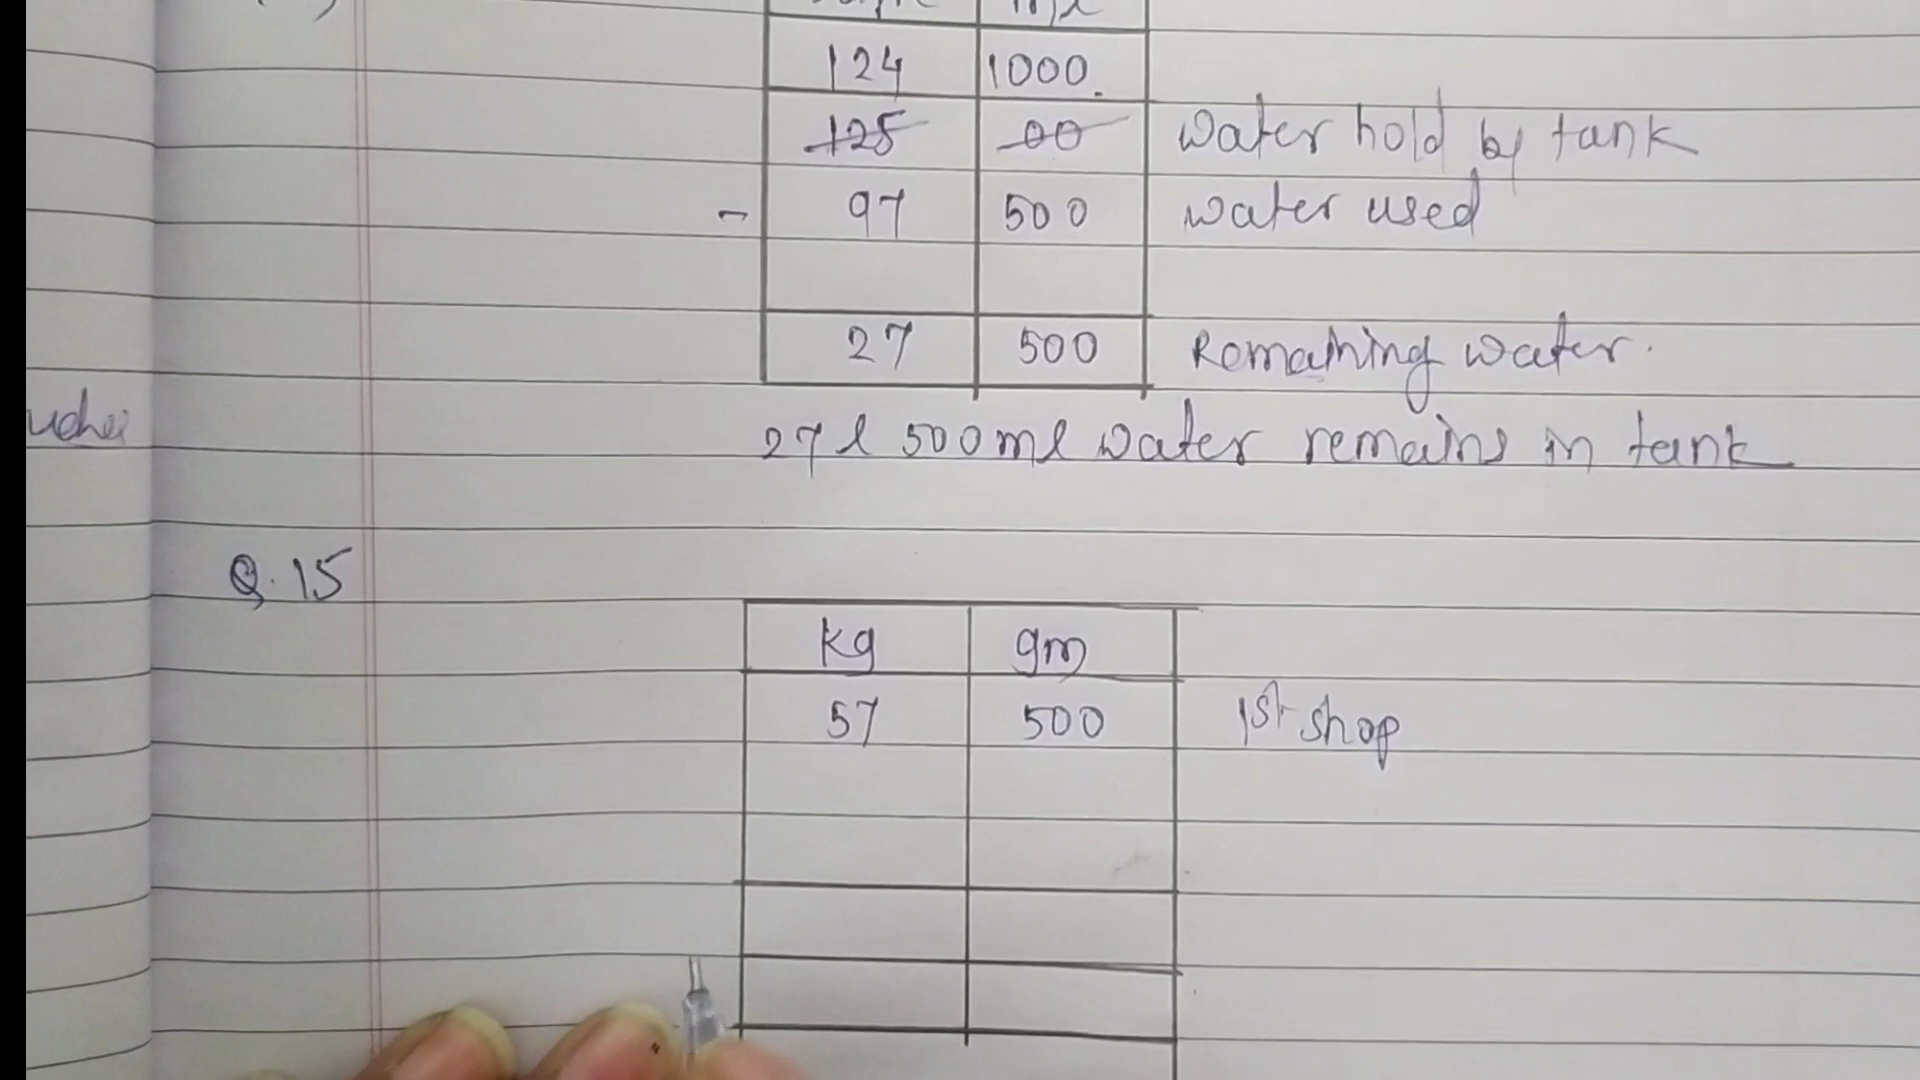 124 1000.
125 00 water hold by tank
- 97 500 water used
27 500 Remaining water.
27 l 500 ml water remains in tank
Q. 15
kg gm
57 500 1st shop